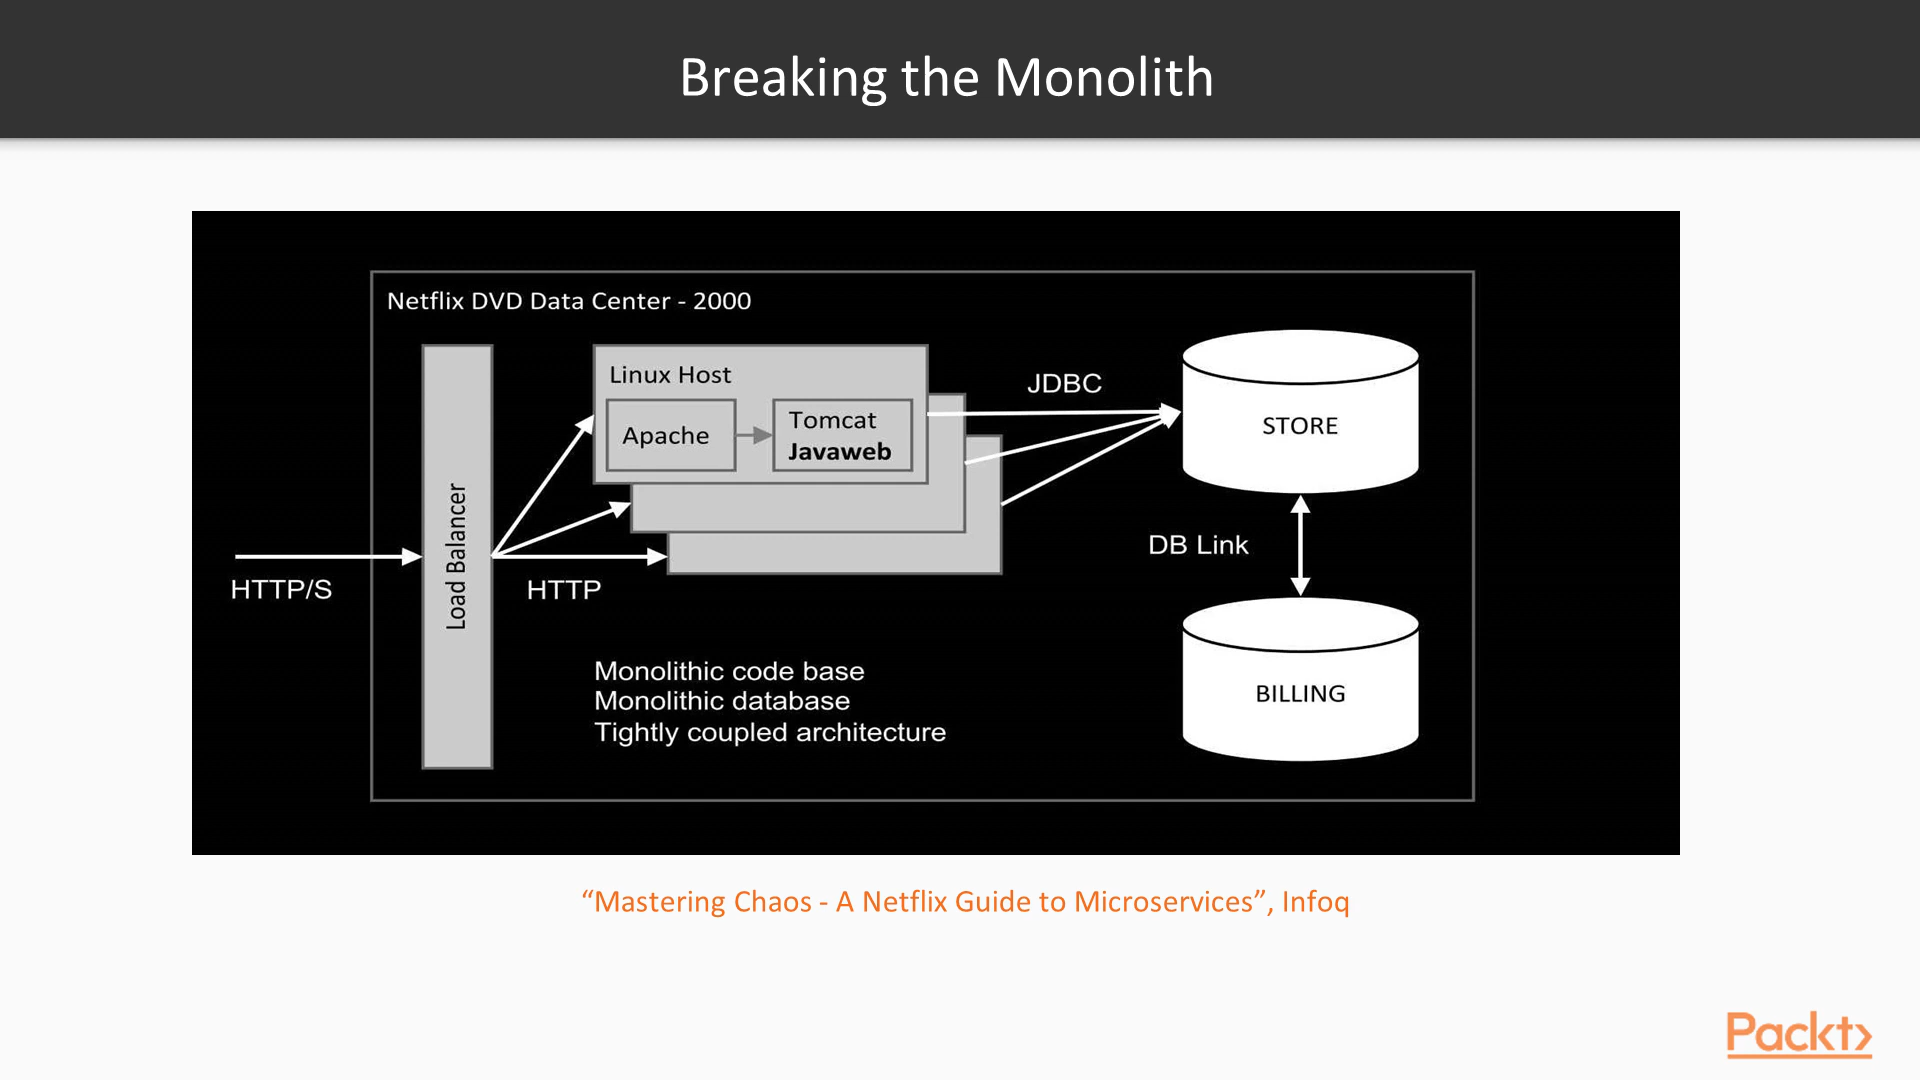 Breaking the Monolith
Netflix DVD Data Center - 2000
Linux Host
Apache
Tomcat
Javaweb
JDBC
STORE
Load Balancer
HTTP/S
HTTP
DB Link
BILLING
Monolithic code base
Monolithic database
Tightly coupled architecture
“Mastering Chaos - A Netflix Guide to Microservices”, Infoq
Packt